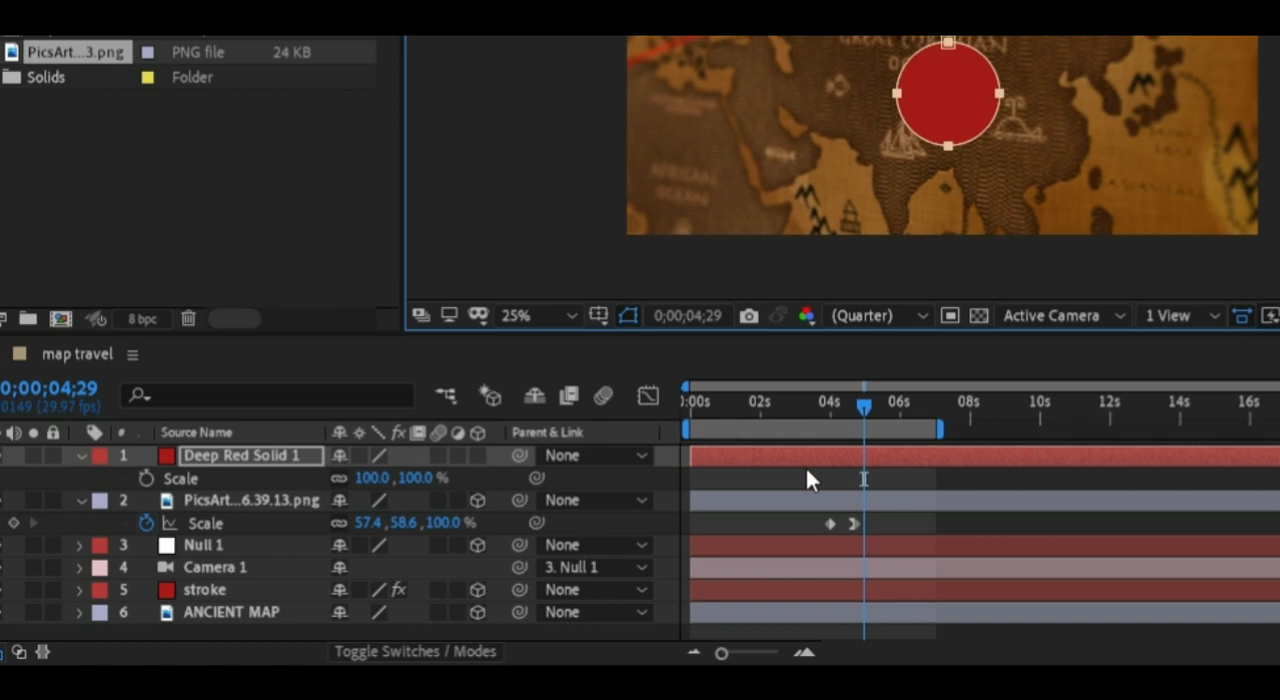 PicsArt...3.png PNG file 24 KB
Solids Folder
GREAT
AFRICAN
OCEAN
8 bpc
25% 0;00;04;29 (Quarter) Active Camera 1 View
map travel
0;00;04;29
0149 (29.97 fps)
0:00s 02s 04s 06s 08s 10s 12s 14s 16s
# Source Name fx Parent & Link
1 Deep Red Solid 1 None
Scale 100.0,100.0 %
2 PicsArt...6.39.13.png None
Scale 57.4,58.6,100.0 %
3 Null 1 None
4 Camera 1 3. Null 1
5 stroke fx None
6 ANCIENT MAP None
Toggle Switches / Modes